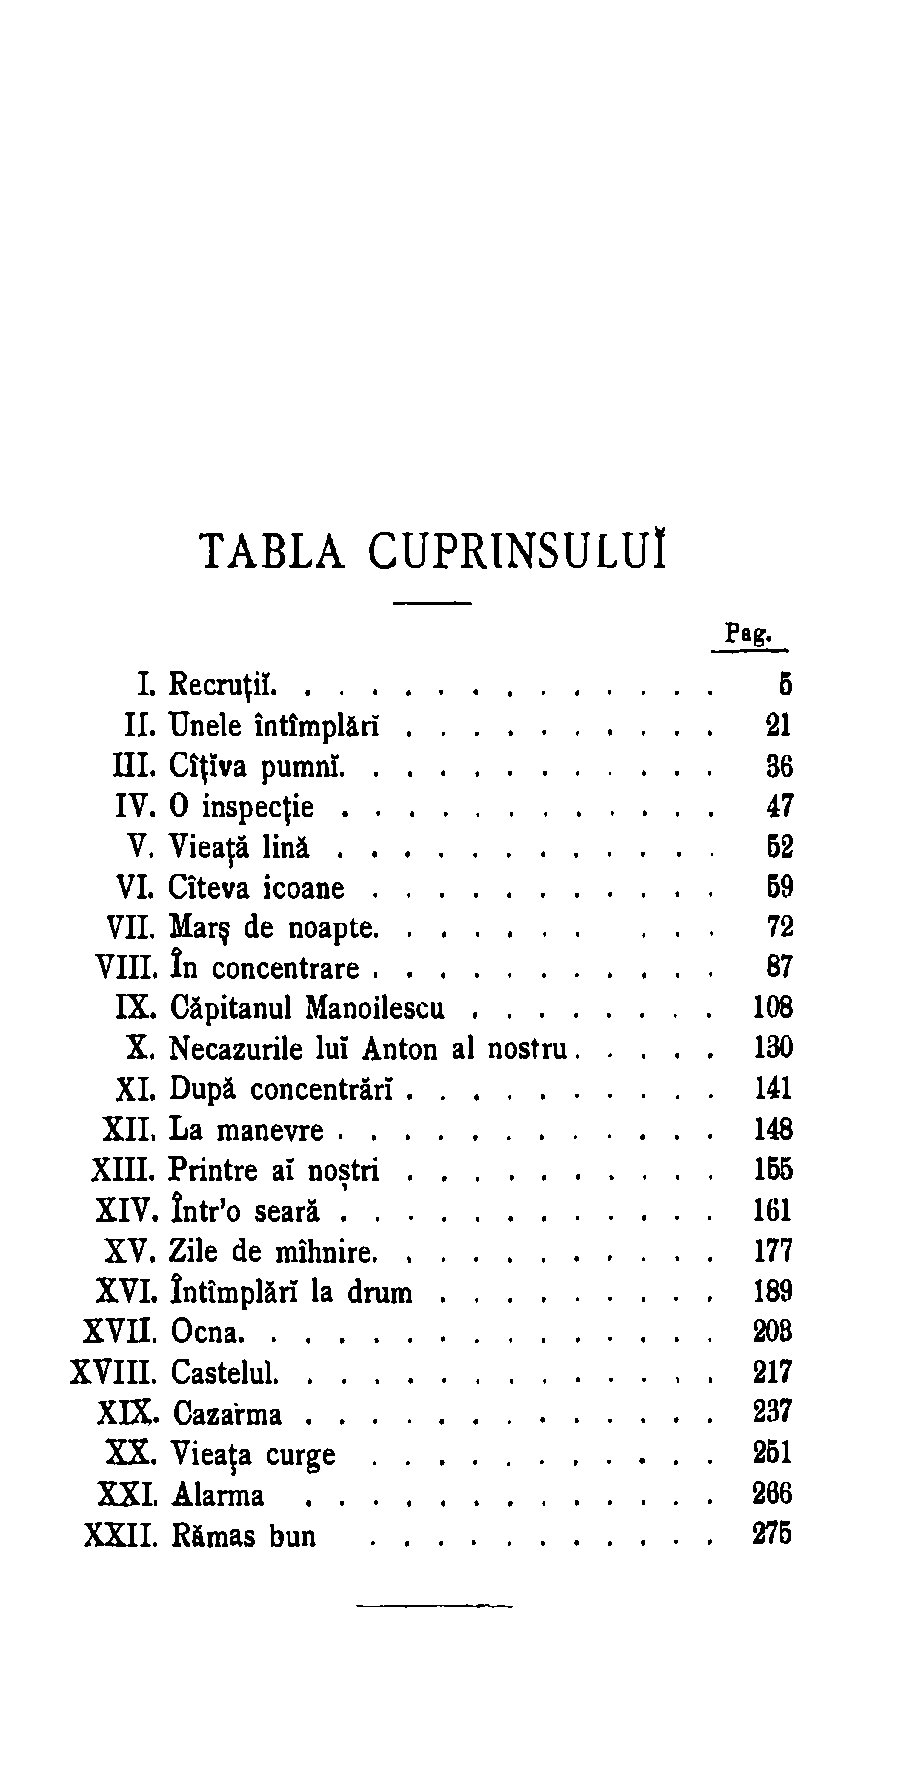 TABLA CUPRINSULUĬ
Pag.
I. Recruțiĭ. . . . . . . . . . . . . . 5
II. Unele întîmplărĭ . . . . . . . . . . 21
III. Cîțĭva pumnĭ. . . . . . . . . . . . 36
IV. O inspecție . . . . . . . . . . . . 47
V. Vieață lină . . . . . . . . . . . . 52
VI. Cîteva icoane . . . . . . . . . . . 59
VII. Marș de noapte. . . . . . . . . . 72
VIII. În concentrare . . . . . . . . . . . 87
IX. Căpitanul Manoilescu . . . . . . . . 108
X. Necazurile luĭ Anton al nostru . . . . . 130
XI. După concentrărĭ . . . . . . . . . . 141
XII. La manevre . . . . . . . . . . . . 148
XIII. Printre aĭ noștri . . . . . . . . . . 155
XIV. Într'o seară . . . . . . . . . . . . 161
XV. Zile de mîhnire. . . . . . . . . . . 177
XVI. Întîmplărĭ la drum . . . . . . . . . 189
XVII. Ocna. . . . . . . . . . . . . . . 203
XVIII. Castelul. . . . . . . . . . . . . . 217
XIX. Cazarma . . . . . . . . . . . . . 237
XX. Vieața curge . . . . . . . . . . . 251
XXI. Alarma . . . . . . . . . . . . . 266
XXII. Rămas bun . . . . . . . . . . . 275